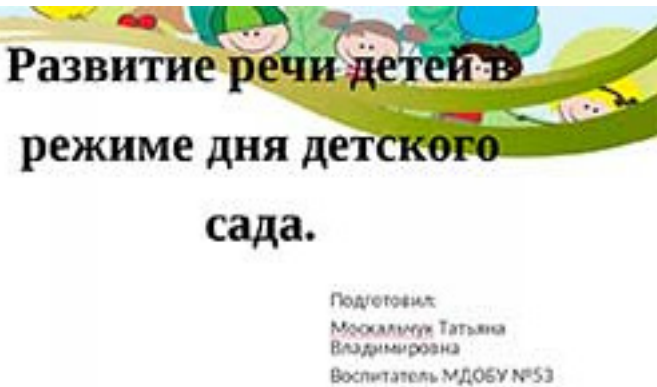 Развитие речи детей в
режиме дня детского
сада.
Подготовил:
Москальчук Татьяна
Владимировна
Воспитатель МДОБУ №53